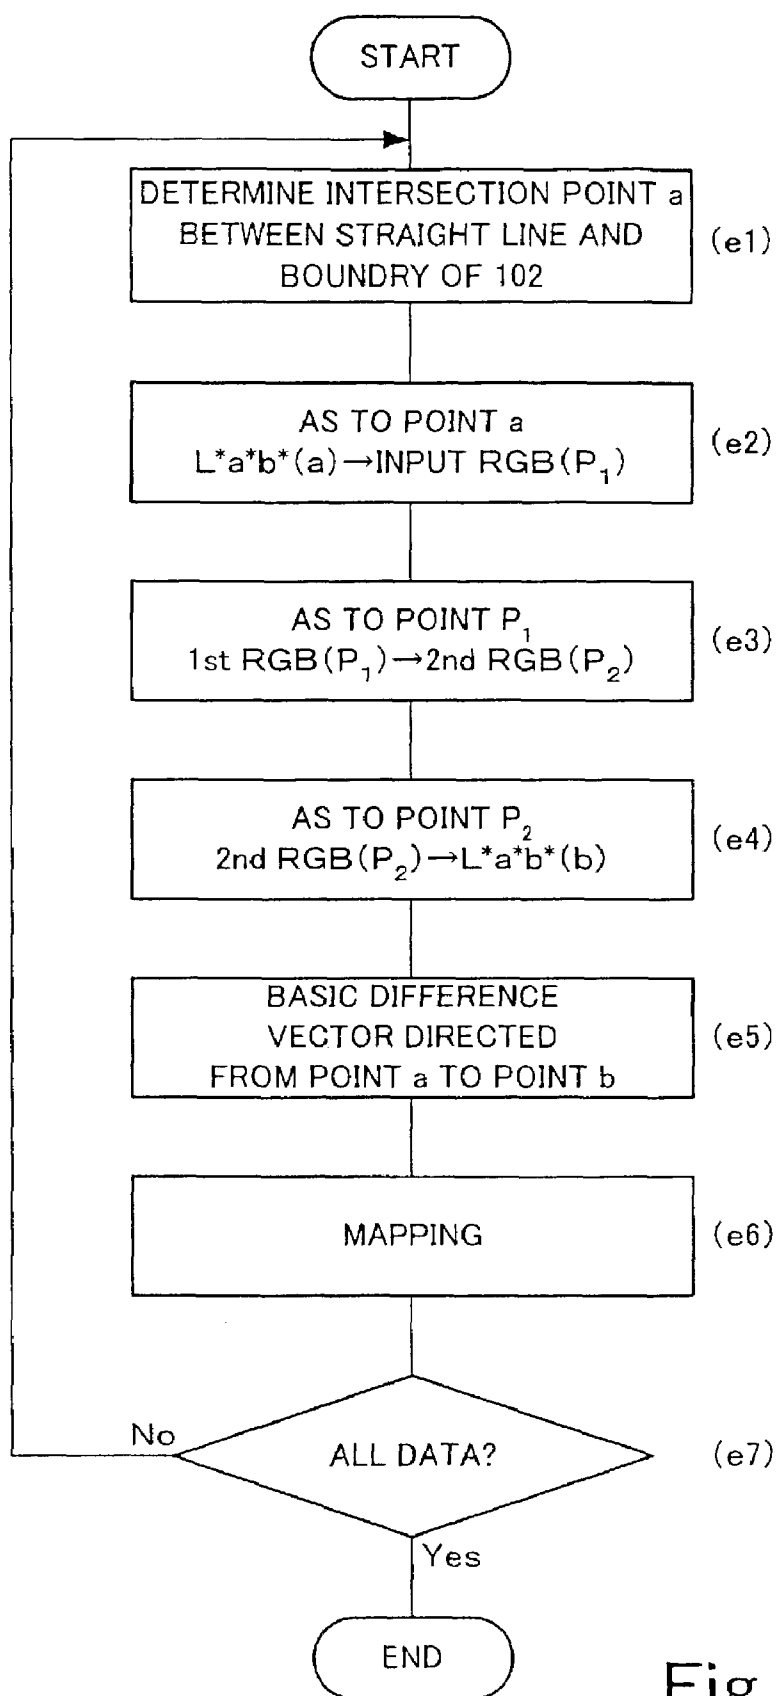 START
DETERMINE INTERSECTION POINT a
BETWEEN STRAIGHT LINE AND
BOUNDRY OF 102
(e1)
AS TO POINT a
L*a*b*(a)→INPUT RGB(P₁)
(e2)
AS TO POINT P₁
1st RGB(P₁)→2nd RGB(P₂)
(e3)
AS TO POINT P₂
2nd RGB(P₂)→L*a*b*(b)
(e4)
BASIC DIFFERENCE
VECTOR DIRECTED
FROM POINT a TO POINT b
(e5)
MAPPING
(e6)
No
ALL DATA?
(e7)
Yes
END
Fig